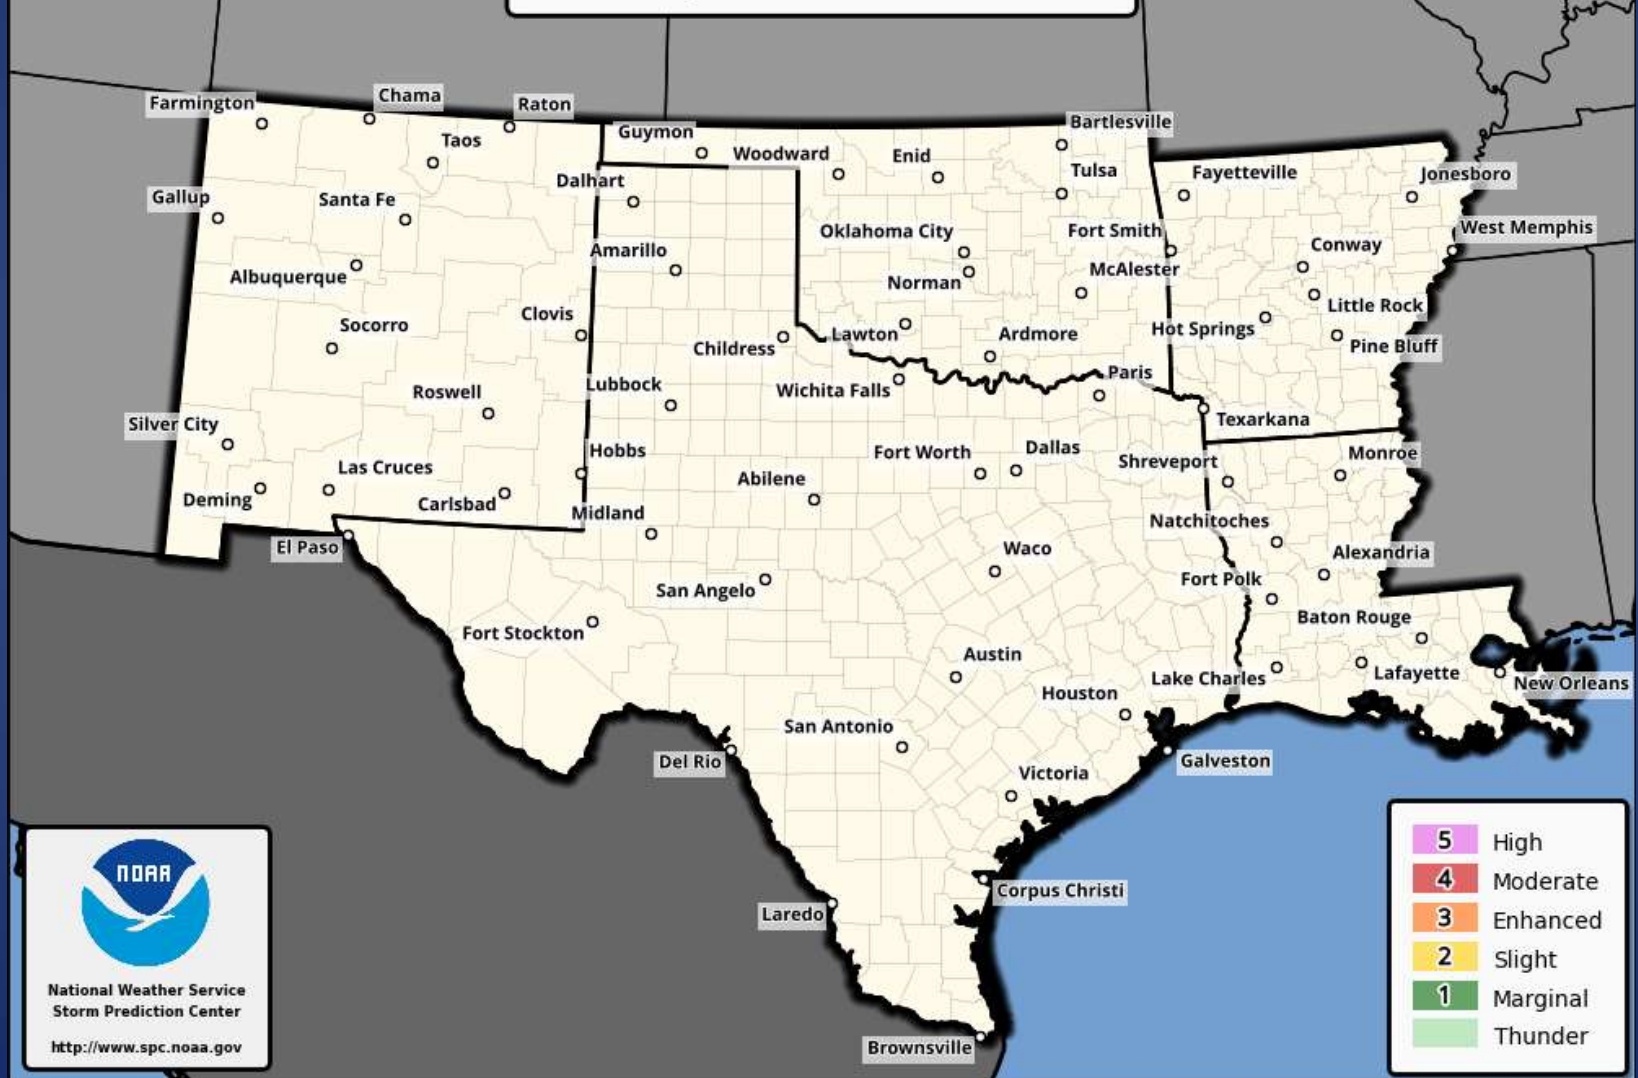 Farmington
Chama
Raton
Taos
Guymon
Woodward
Enid
Bartlesville
Tulsa
Fayetteville
Jonesboro
Gallup
Santa Fe
Dalhart
Oklahoma City
Fort Smith
West Memphis
Albuquerque
Amarillo
Norman
McAlester
Conway
Socorro
Clovis
Childress
Lawton
Ardmore
Hot Springs
Little Rock
Pine Bluff
Roswell
Lubbock
Wichita Falls
Paris
Texarkana
Silver City
Las Cruces
Hobbs
Abilene
Fort Worth
Dallas
Shreveport
Monroe
Deming
Carlsbad
Midland
Natchitoches
El Paso
San Angelo
Waco
Fort Polk
Alexandria
Fort Stockton
Baton Rouge
Austin
Houston
Lake Charles
Lafayette
New Orleans
San Antonio
Del Rio
Victoria
Galveston
Corpus Christi
Laredo
Brownsville
NOAA
National Weather Service
Storm Prediction Center
http://www.spc.noaa.gov
5 High
4 Moderate
3 Enhanced
2 Slight
1 Marginal
Thunder